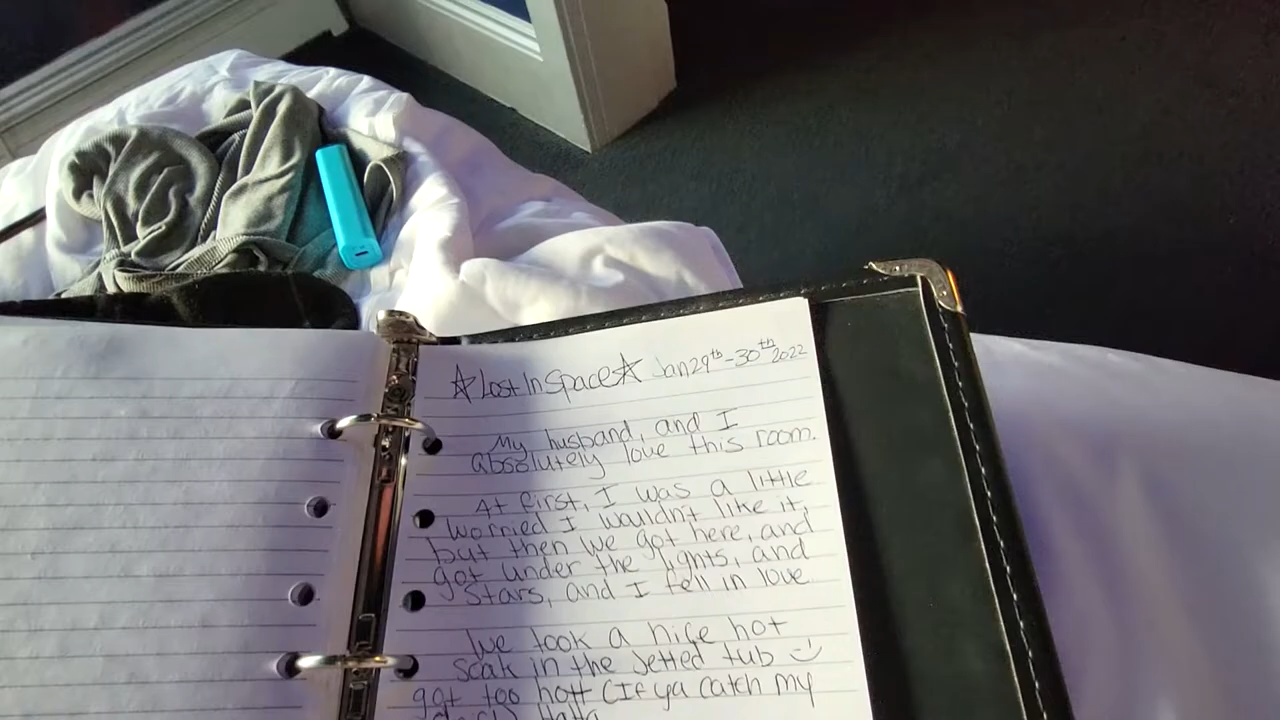 ☆Lost In Space☆ Jan 29th-30th 2022
My husband, and I
absolutely love this room.
At first, I was a little
worried I wouldn't like it,
but then we got here, and
got under the lights, and
Stars, and I fell in love
We took a nice hot
soak in the Jetted tub :)
got too hott (If ya catch my
Haha